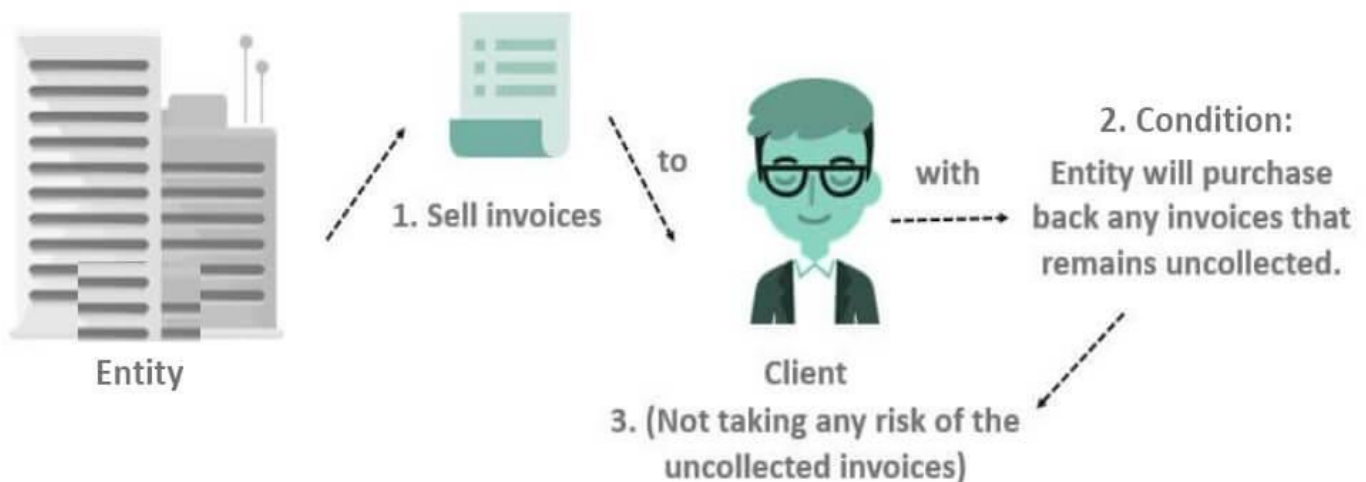 Entity
1. Sell invoices
to
Client
3. (Not taking any risk of the
uncollected invoices)
with
2. Condition:
Entity will purchase
back any invoices that
remains uncollected.